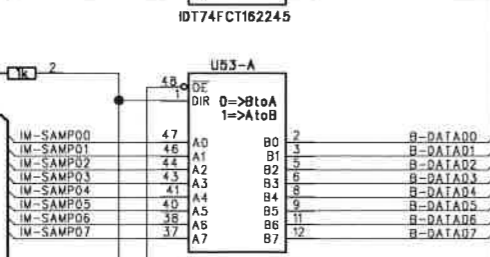 IDT74FCT162245
U53-A
1k 2
48 OE
1 DIR 0=>BtoA
1=>AtoB
IM-SAMP00 47 A0 B0 2 B-DATA00
IM-SAMP01 46 A1 B1 3 B-DATA01
IM-SAMP02 44 A2 B2 5 B-DATA02
IM-SAMP03 43 A3 B3 6 B-DATA03
IM-SAMP04 41 A4 B4 8 B-DATA04
IM-SAMP05 40 A5 B5 9 B-DATA05
IM-SAMP06 38 A6 B6 11 B-DATA06
IM-SAMP07 37 A7 B7 12 B-DATA07